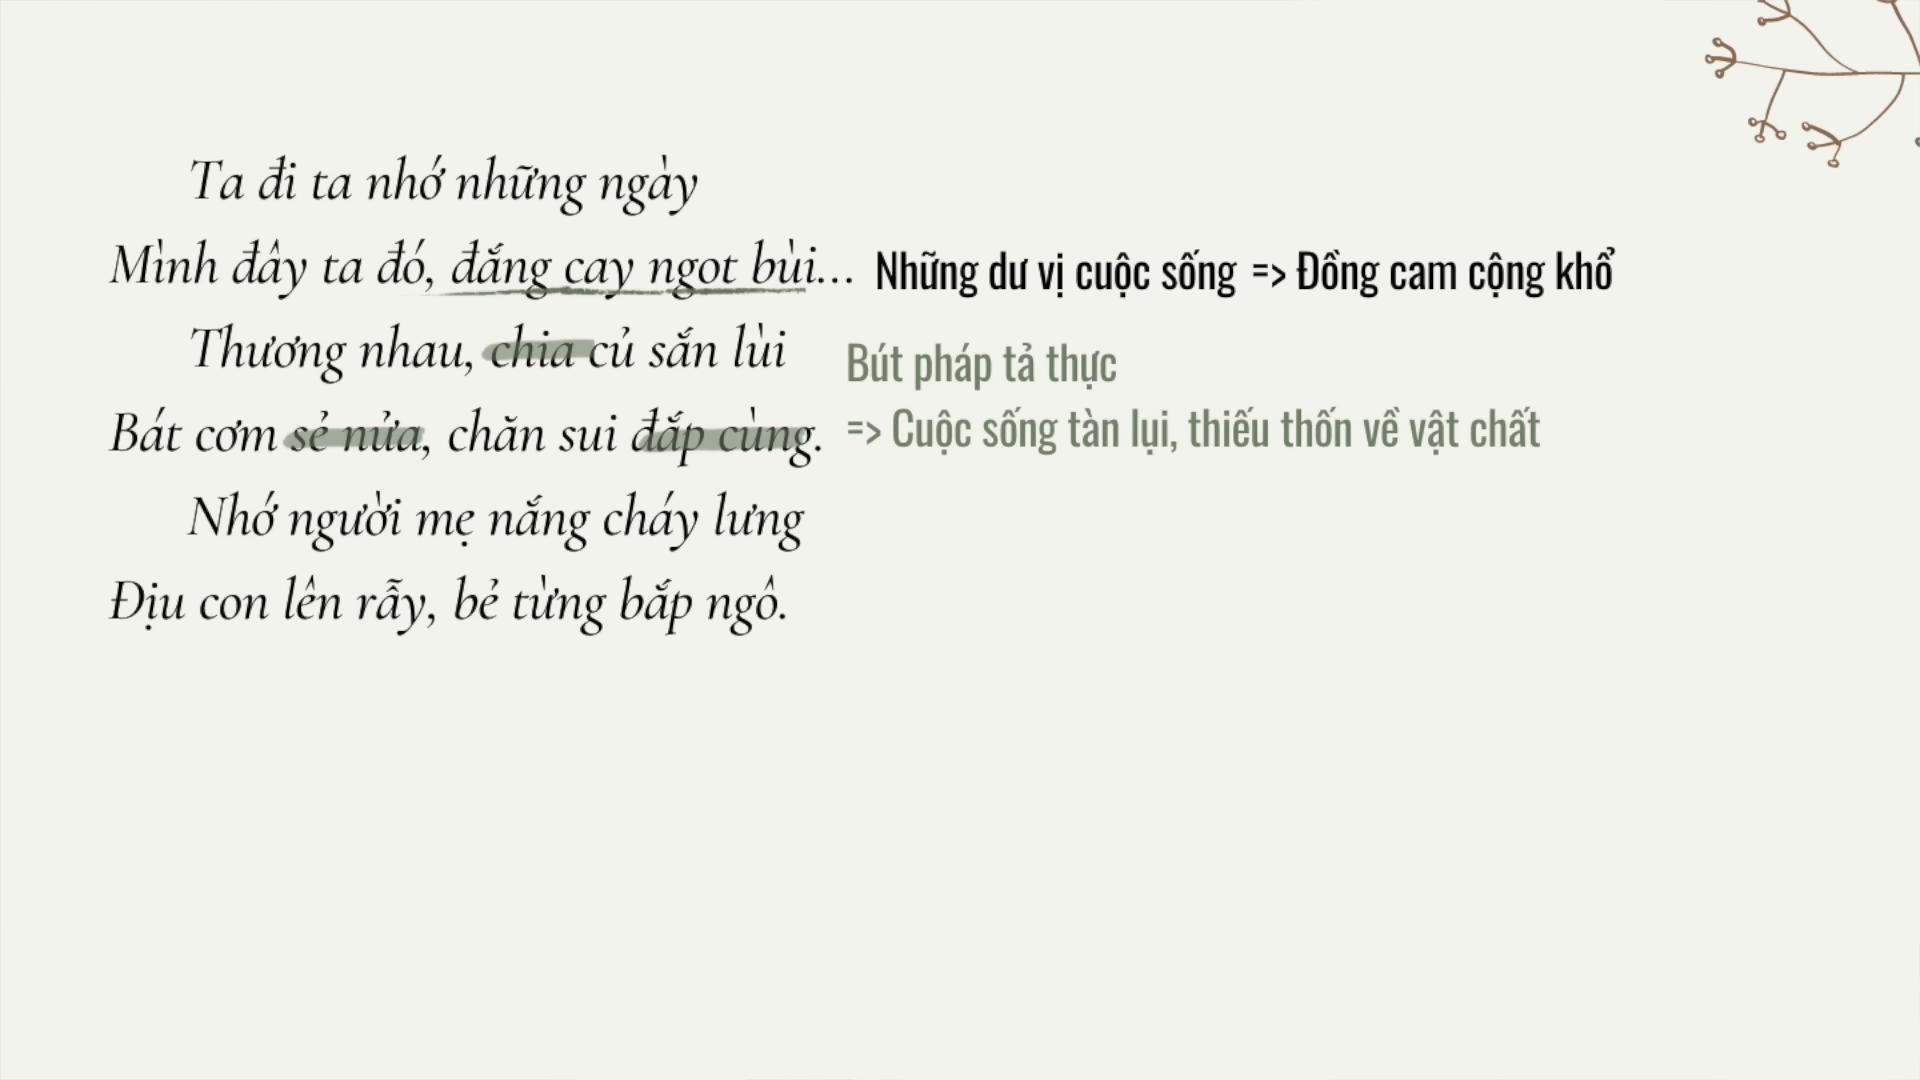 Ta đi ta nhớ những ngày
Mình đây ta đó, đắng cay ngọt bùi... Những dư vị cuộc sống => Đồng cam cộng khổ
Thương nhau, chia củ sắn lùi
Bút pháp tả thực
Bát cơm sẻ nửa, chăn sui đắp cùng.
=> Cuộc sống tàn lụi, thiếu thốn về vật chất
Nhớ người mẹ nắng cháy lưng
Địu con lên rẫy, bẻ từng bắp ngô.